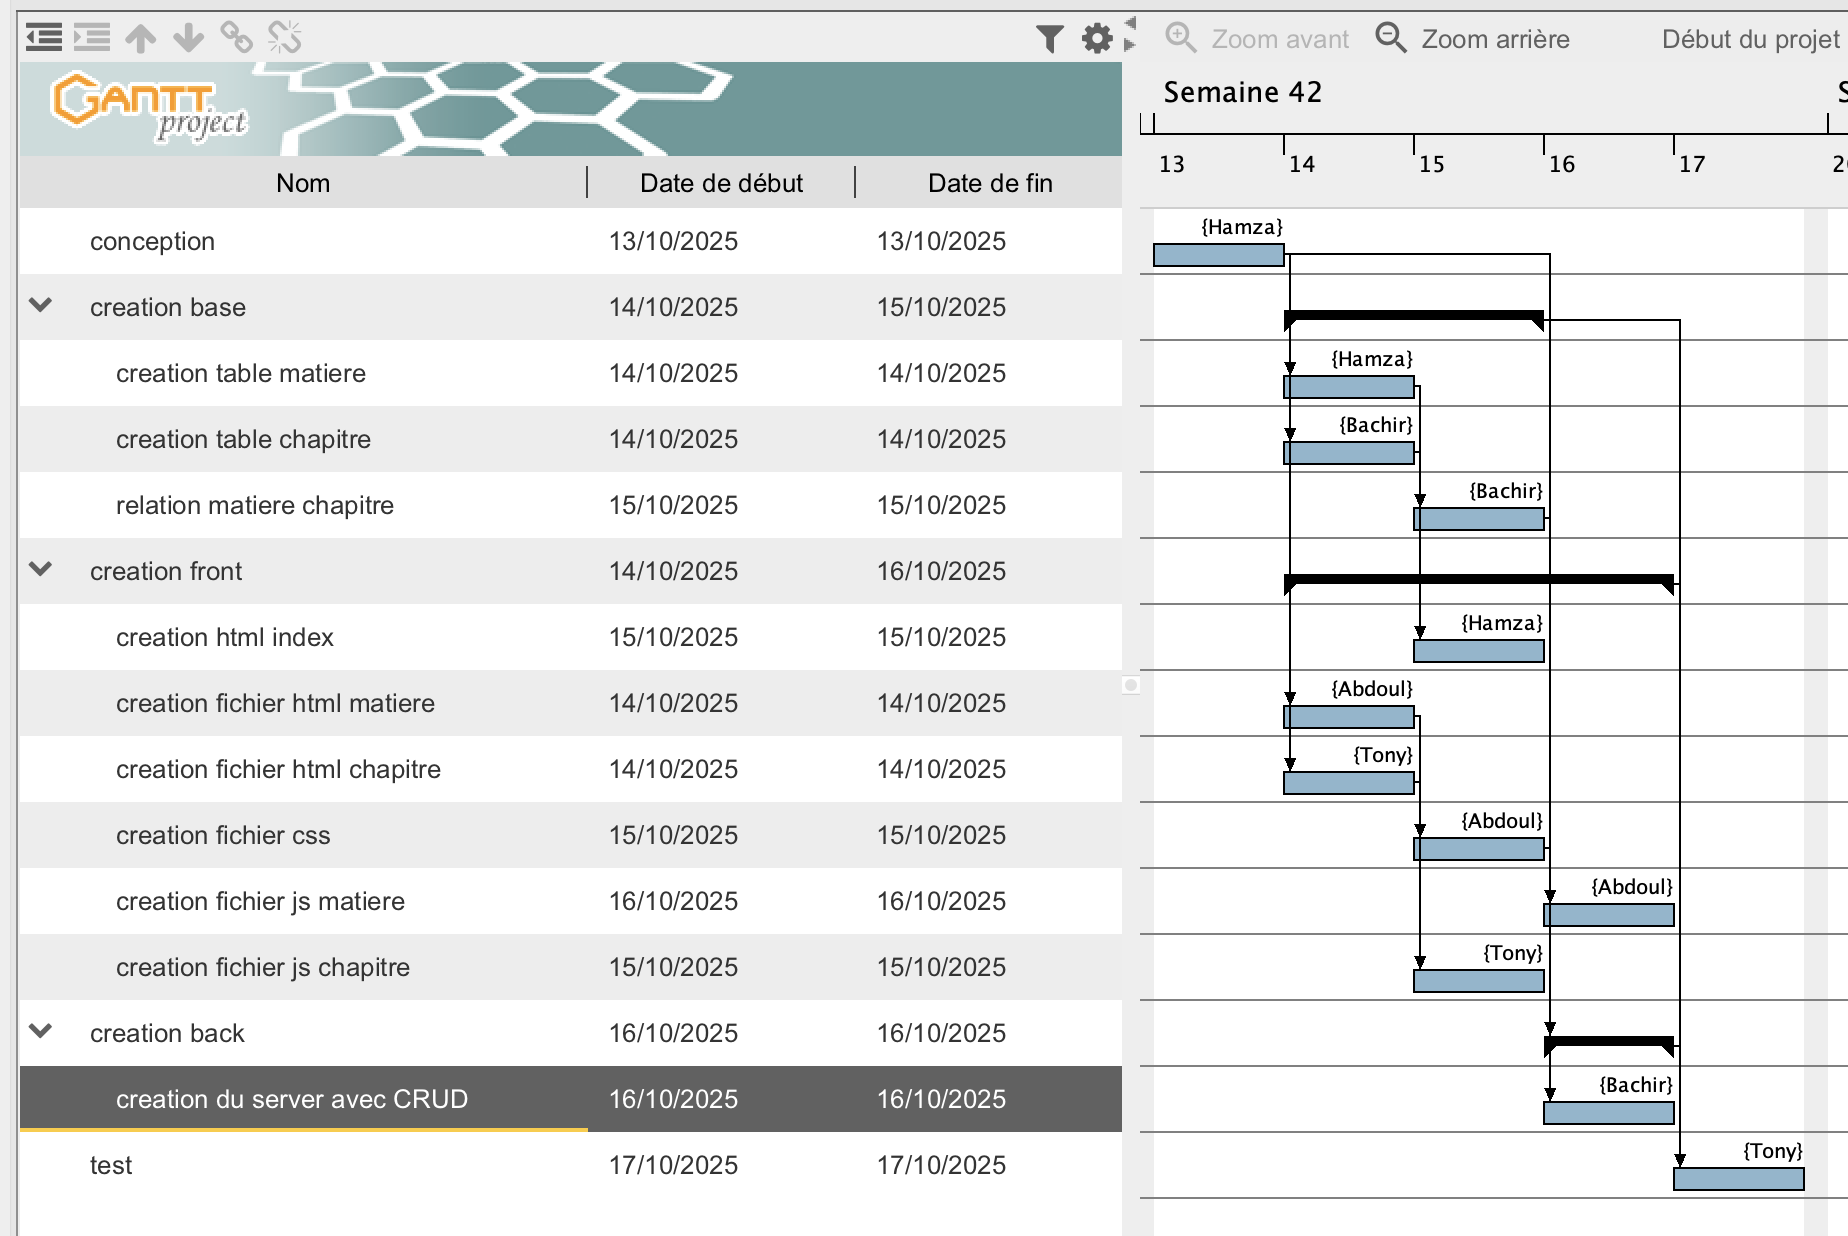 Zoom avant Zoom arrière Début du projet
GANTT
project
Semaine 42
13 14 15 16 17
Nom Date de début Date de fin
conception 13/10/2025 13/10/2025 {Hamza}
creation base 14/10/2025 15/10/2025
creation table matiere 14/10/2025 14/10/2025 {Hamza}
creation table chapitre 14/10/2025 14/10/2025 {Bachir}
relation matiere chapitre 15/10/2025 15/10/2025 {Bachir}
creation front 14/10/2025 16/10/2025
creation html index 15/10/2025 15/10/2025 {Hamza}
creation fichier html matiere 14/10/2025 14/10/2025 {Abdoul}
creation fichier html chapitre 14/10/2025 14/10/2025 {Tony}
creation fichier css 15/10/2025 15/10/2025 {Abdoul}
creation fichier js matiere 16/10/2025 16/10/2025 {Abdoul}
creation fichier js chapitre 15/10/2025 15/10/2025 {Tony}
creation back 16/10/2025 16/10/2025
creation du server avec CRUD 16/10/2025 16/10/2025 {Bachir}
test 17/10/2025 17/10/2025 {Tony}